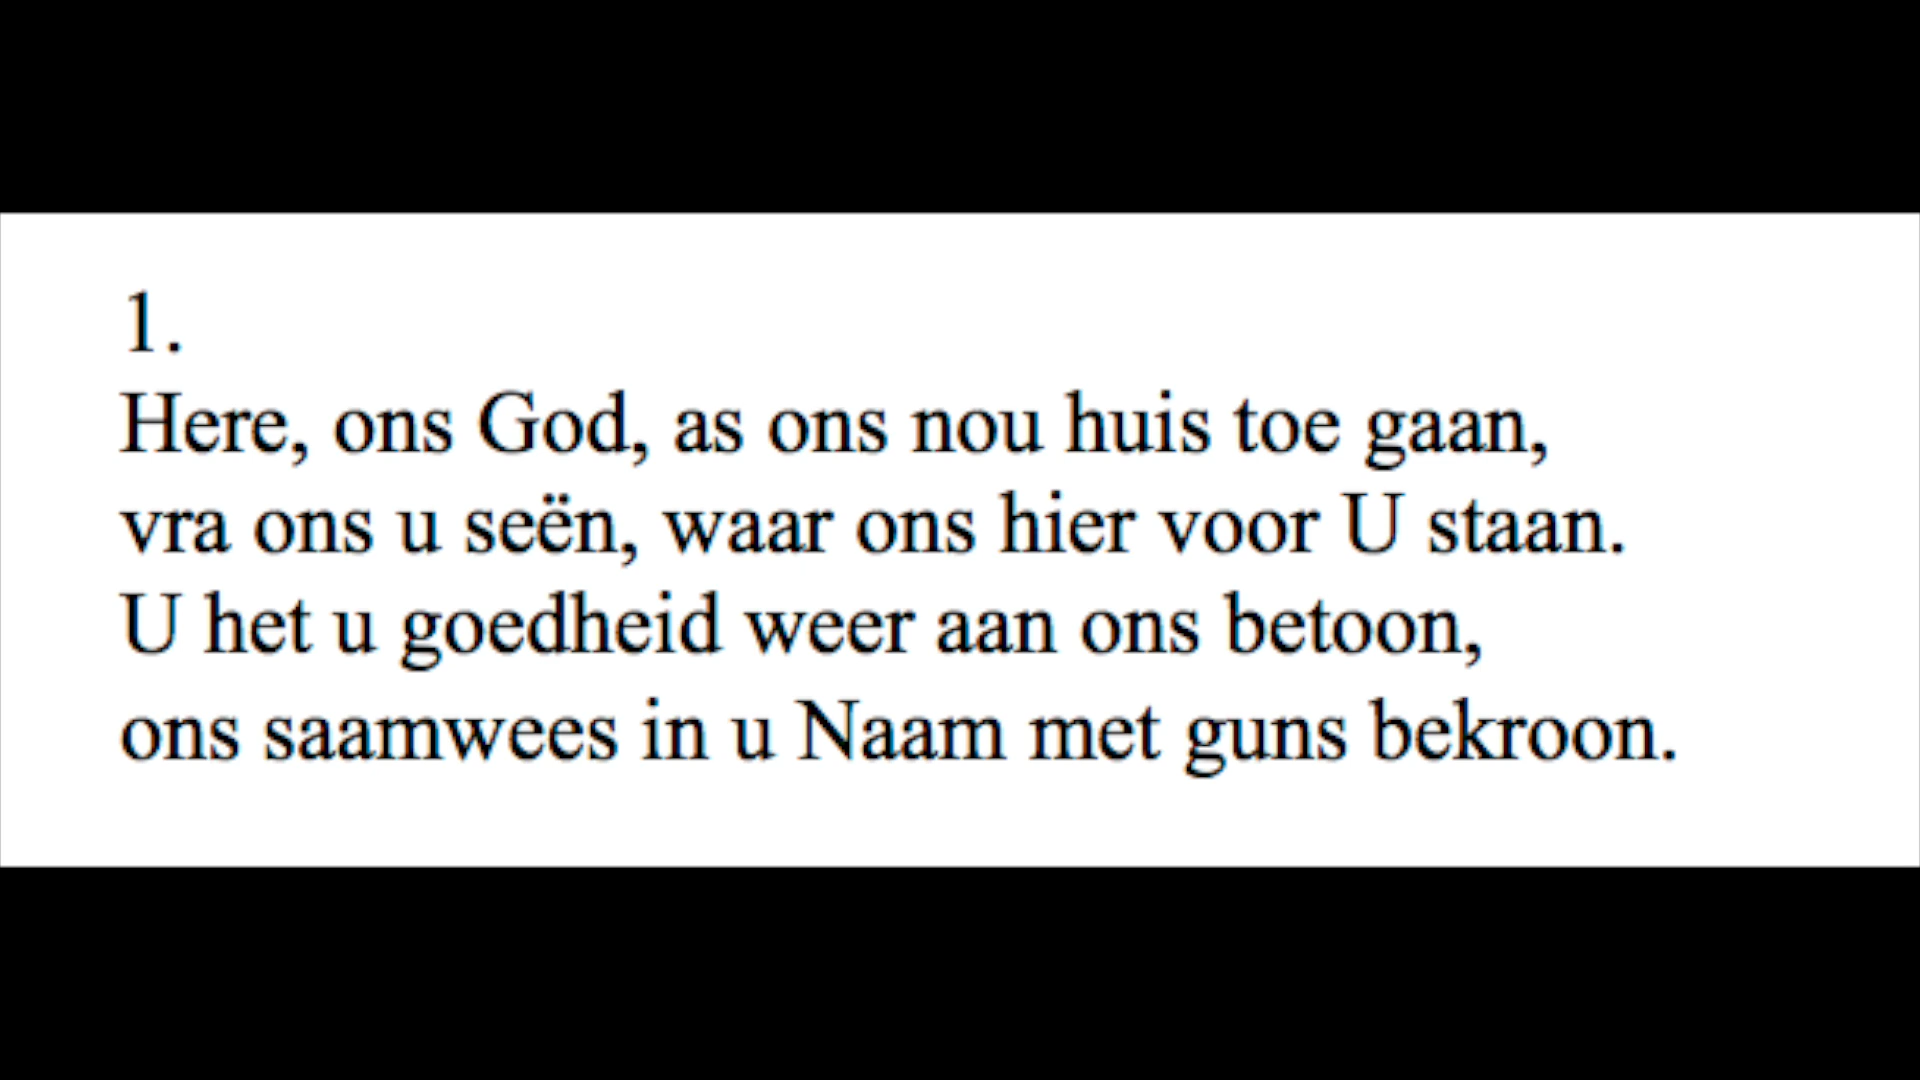 1.
Here, ons God, as ons nou huis toe gaan,
vra ons u seën, waar ons hier voor U staan.
U het u goedheid weer aan ons betoon,
ons saamwees in u Naam met guns bekroon.